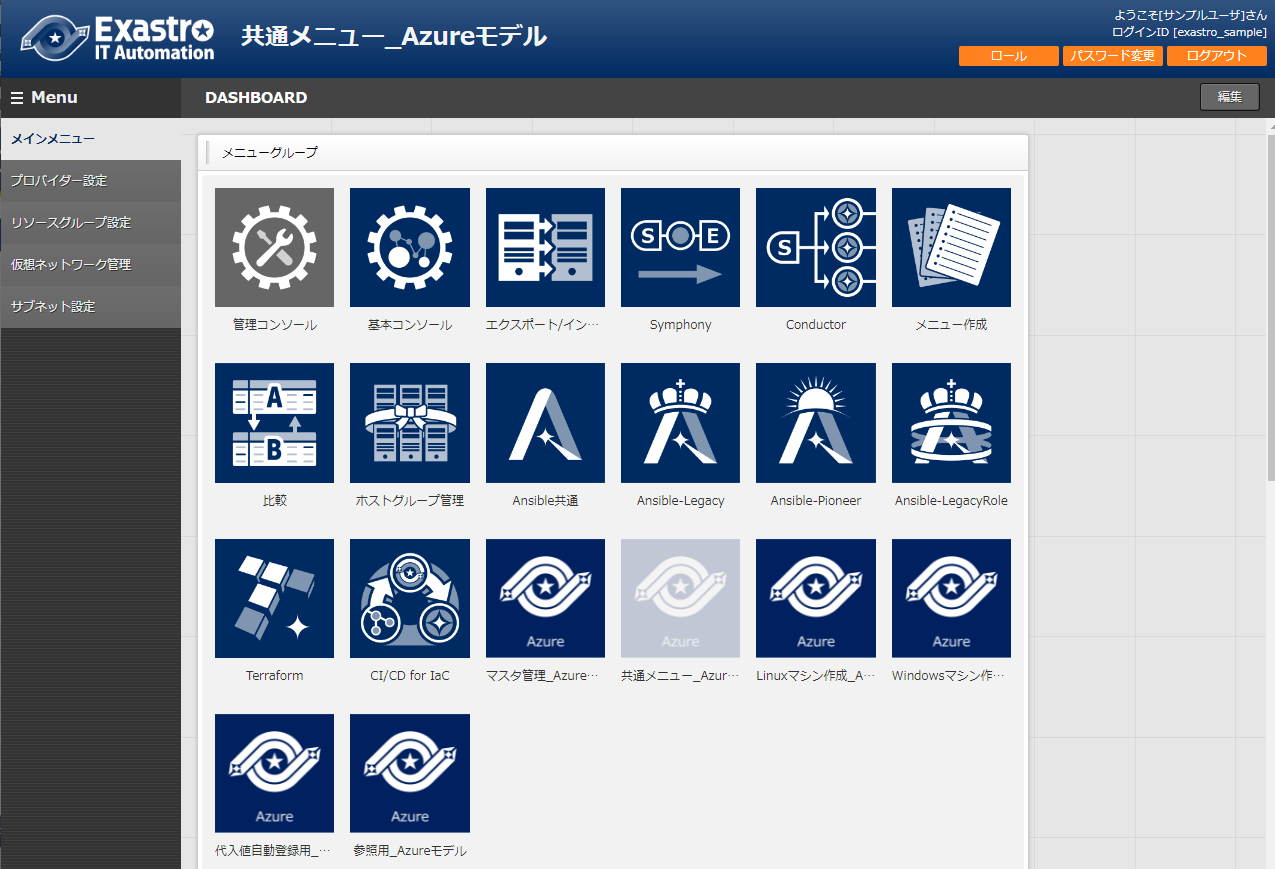 Exastro
IT Automation
共通メニュー_Azureモデル
ようこそ[サンプルユーザ]さん
ログインID [exastro_sample]
ロール パスワード変更 ログアウト
Menu
DASHBOARD
編集
メインメニュー
プロバイダー設定
リソースグループ設定
仮想ネットワーク管理
サブネット設定
メニューグループ
S E
S
管理コンソール 基本コンソール エクスポート/イン… Symphony Conductor メニュー作成
A
B
比較 ホストグループ管理 Ansible共通 Ansible-Legacy Ansible-Pioneer Ansible-LegacyRole
Azure Azure Azure Azure
Terraform CI/CD for IaC マスタ管理_Azure… 共通メニュー_Azur… Linuxマシン作成_A… Windowsマシン作…
Azure Azure
代入値自動登録用_… 参照用_Azureモデル